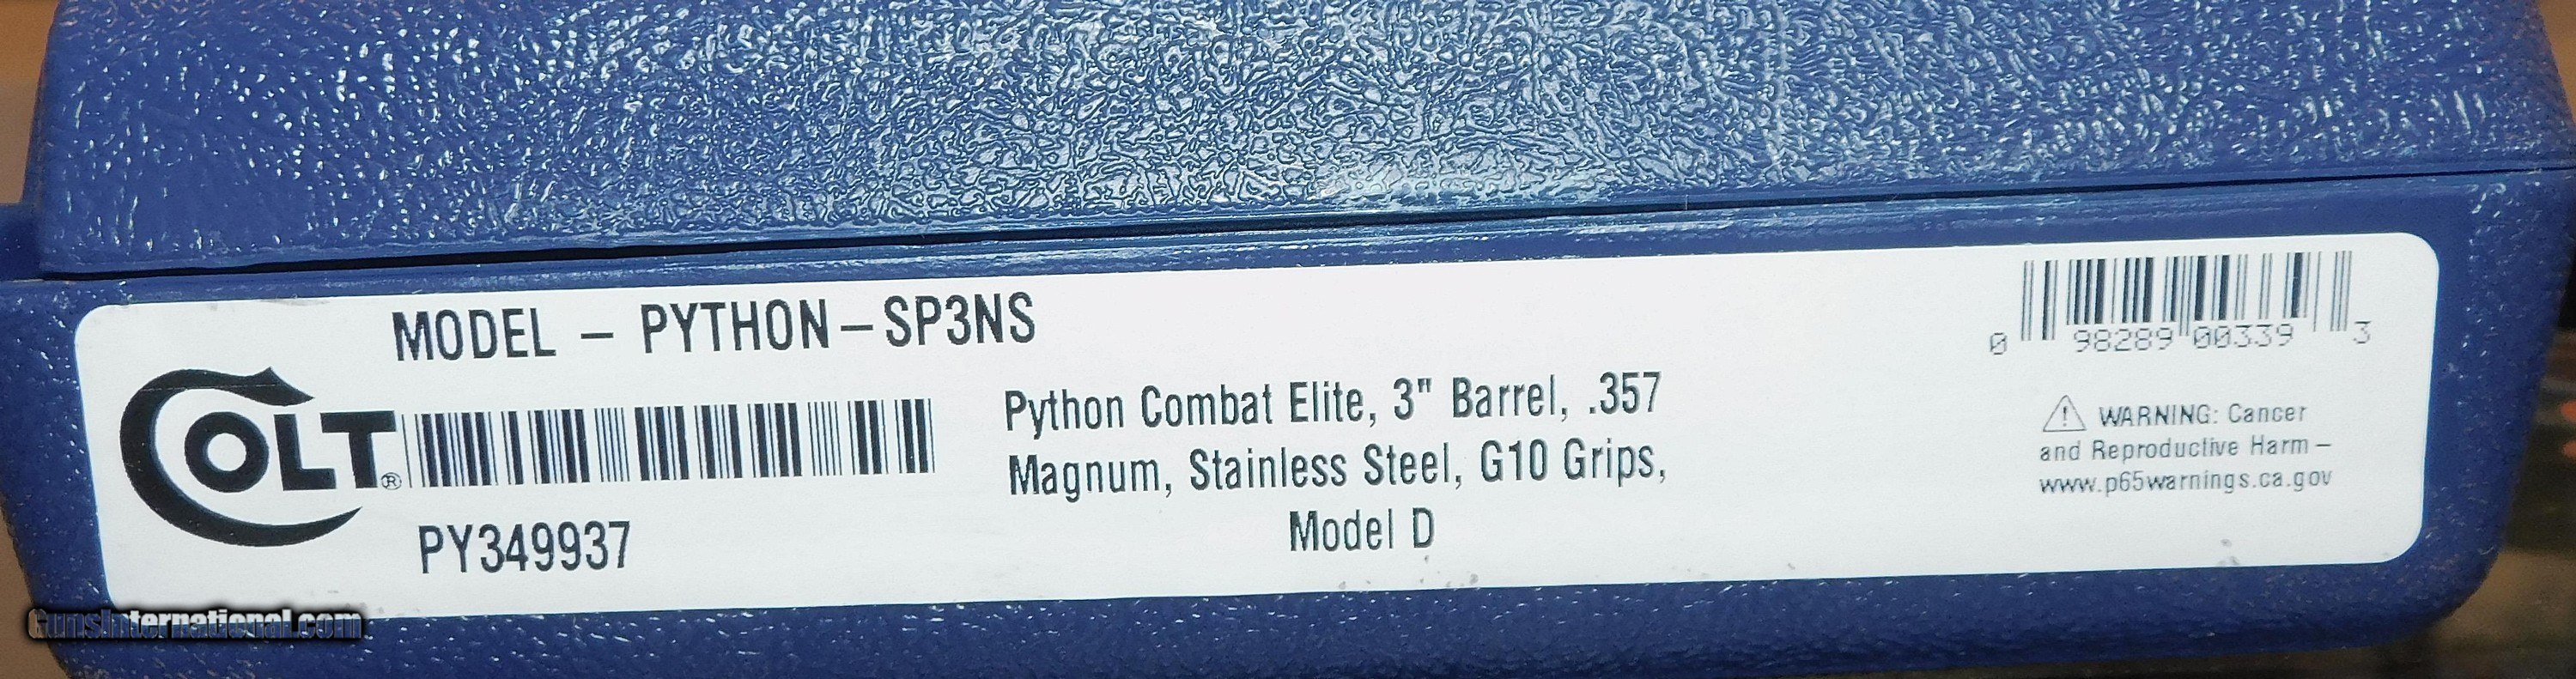 MODEL – PYTHON–SP3NS
COLT®
PY349937
Python Combat Elite, 3" Barrel, .357
Magnum, Stainless Steel, G10 Grips,
Model D
0 98289 00339 3
⚠ WARNING: Cancer
and Reproductive Harm –
www.p65warnings.ca.gov
GunsInternational.com